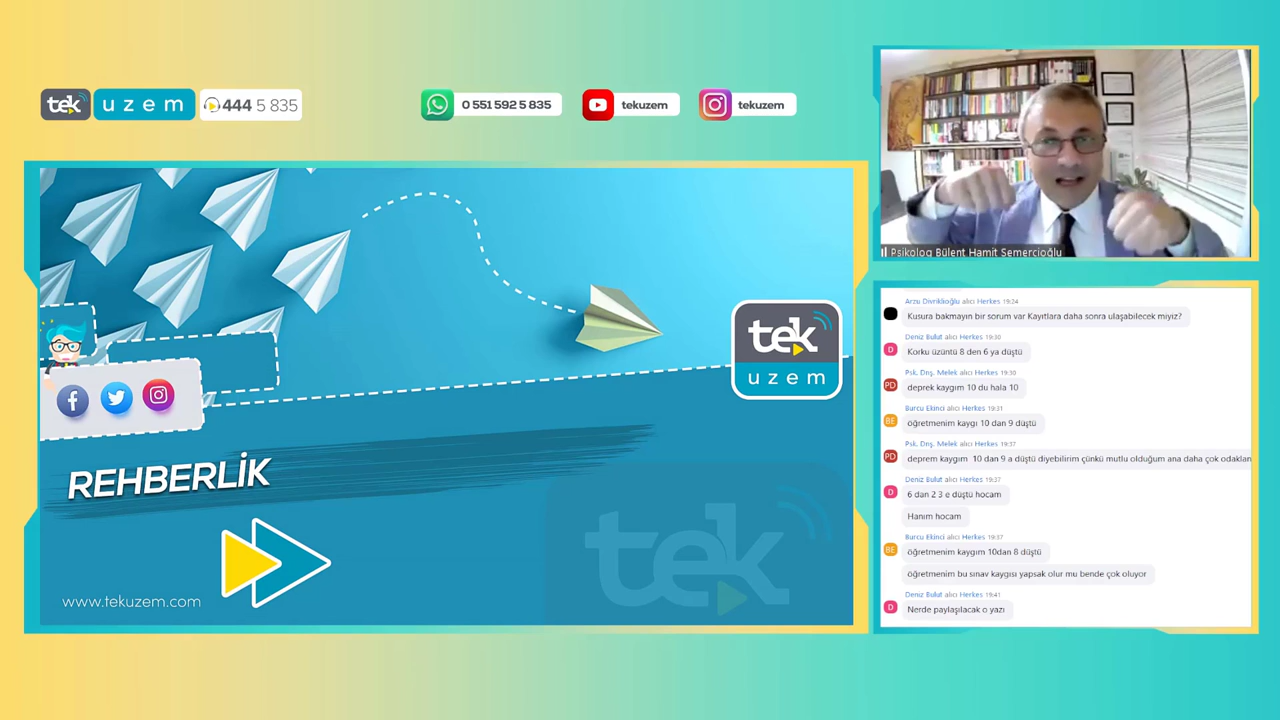 tek uzem 444 5 835
0 551 592 5 835
tekuzem
tekuzem
Psikolog Bülent Hamit Semercioğlu
tek
uzem
REHBERLİK
tek
www.tekuzem.com
Arzu Divriklioğlu alıcı Herkes 19:24
Kusura bakmayın bir sorum var Kayıtlara daha sonra ulaşabilecek miyiz?
Deniz Bulut alıcı Herkes 19:30
D
Korku üzüntü 8 den 6 ya düştü
Psk. Dnş. Melek alıcı Herkes 19:30
PD
deprek kaygım 10 du hala 10
Burcu Ekinci alıcı Herkes 19:31
BE
öğretmenim kaygı 10 dan 9 düştü
Psk. Dnş. Melek alıcı Herkes 19:37
PD
deprem kaygım 10 dan 9 a düştü diyebilirim çünkü mutlu olduğum ana daha çok odaklan
Deniz Bulut alıcı Herkes 19:37
D
6 dan 2 3 e düştü hocam
Hanım hocam
Burcu Ekinci alıcı Herkes 19:37
BE
öğretmenim kaygım 10dan 8 düştü
öğretmenim bu sınav kaygısı yapsak olur mu bende çok oluyor
Deniz Bulut alıcı Herkes 19:41
D
Nerde paylaşılacak o yazı